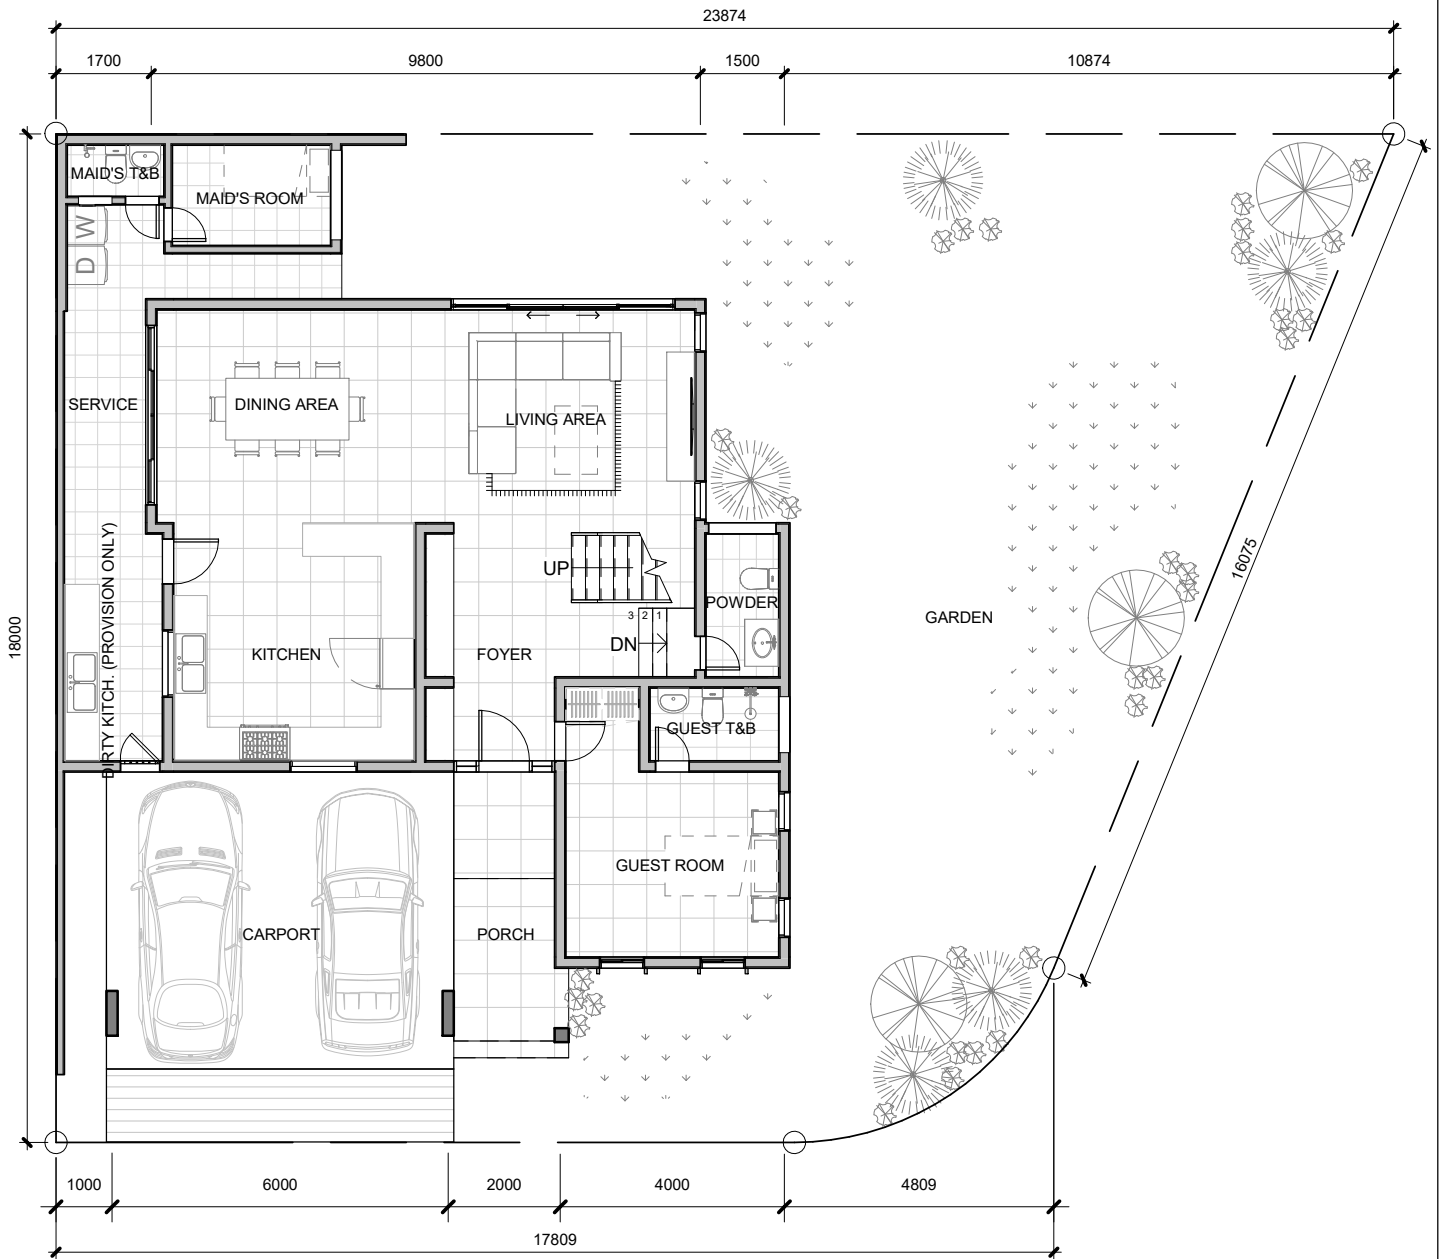 23874
1700
9800
1500
10874
MAID'S T&B
MAID'S ROOM
W
D
SERVICE
DINING AREA
LIVING AREA
16075
18000
DIRTY KITCH. (PROVISION ONLY)
UP
POWDER
3 2 1
GARDEN
DN
KITCHEN
FOYER
GUEST T&B
GUEST ROOM
CARPORT
PORCH
1000
6000
2000
4000
4809
17809